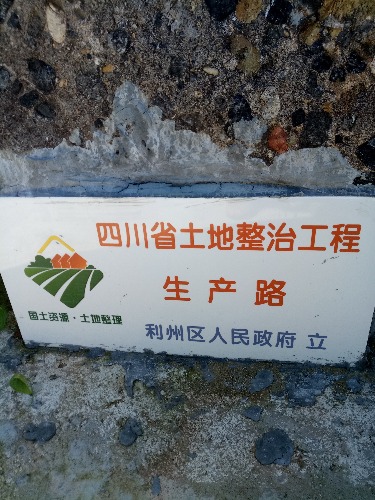 四川省土地整治工程
生产路
国土资源·土地整理
利州区人民政府 立